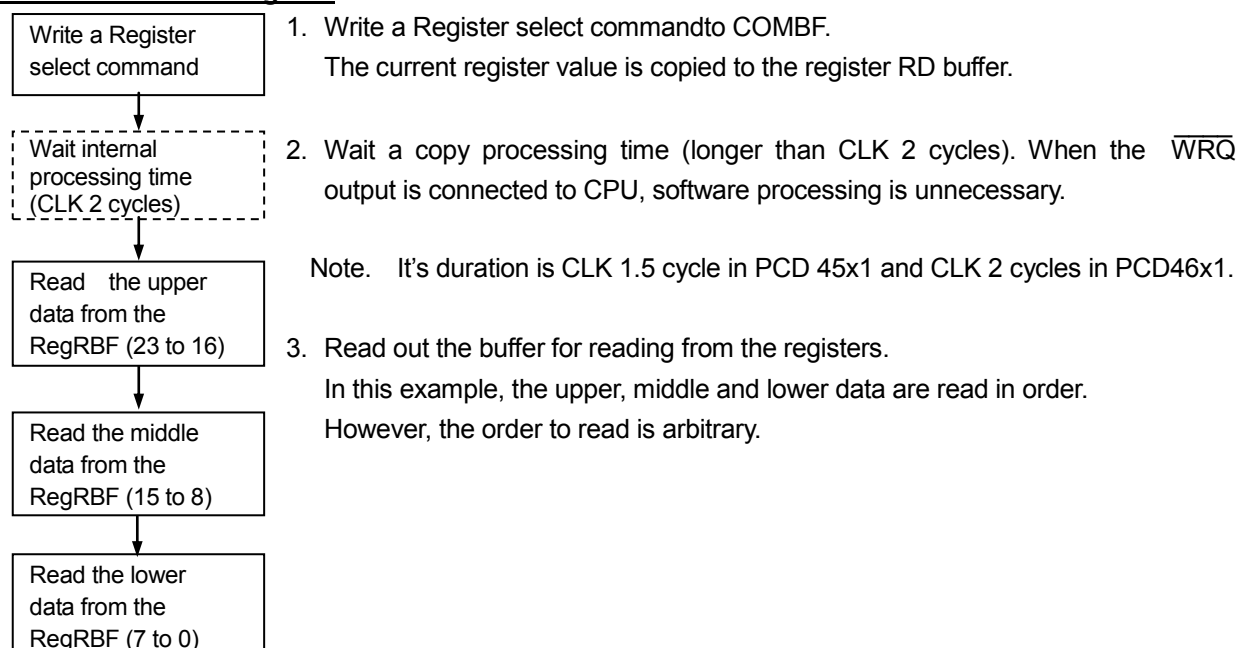 Write a Register
select command
1. Write a Register select commandto COMBF.
The current register value is copied to the register RD buffer.
Wait internal
processing time
(CLK 2 cycles)
2. Wait a copy processing time (longer than CLK 2 cycles). When the W̅R̅Q̅
output is connected to CPU, software processing is unnecessary.
Note. It’s duration is CLK 1.5 cycle in PCD 45x1 and CLK 2 cycles in PCD46x1.
Read the upper
data from the
RegRBF (23 to 16)
3. Read out the buffer for reading from the registers.
In this example, the upper, middle and lower data are read in order.
However, the order to read is arbitrary.
Read the middle
data from the
RegRBF (15 to 8)
Read the lower
data from the
RegRBF (7 to 0)